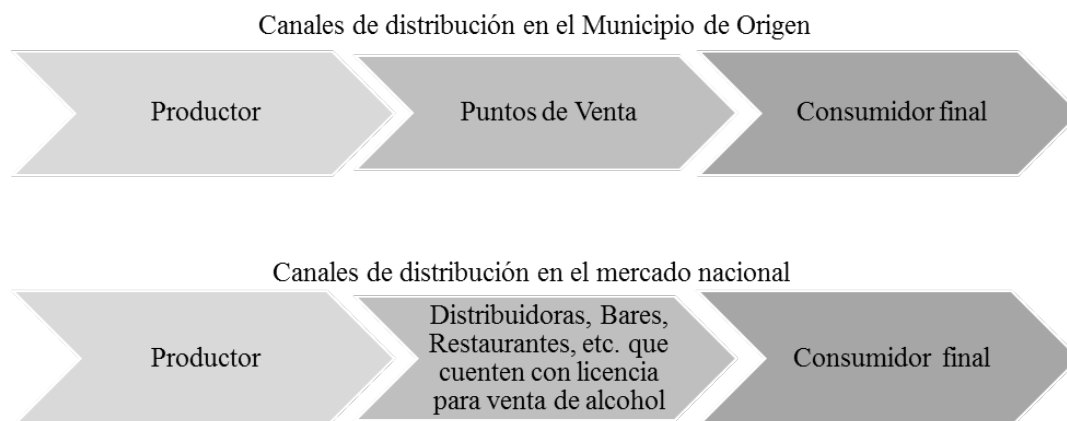 Canales de distribución en el Municipio de Origen
Productor
Puntos de Venta
Consumidor final
Canales de distribución en el mercado nacional
Productor
Distribuidoras, Bares,
Restaurantes, etc. que
cuenten con licencia
para venta de alcohol
Consumidor final